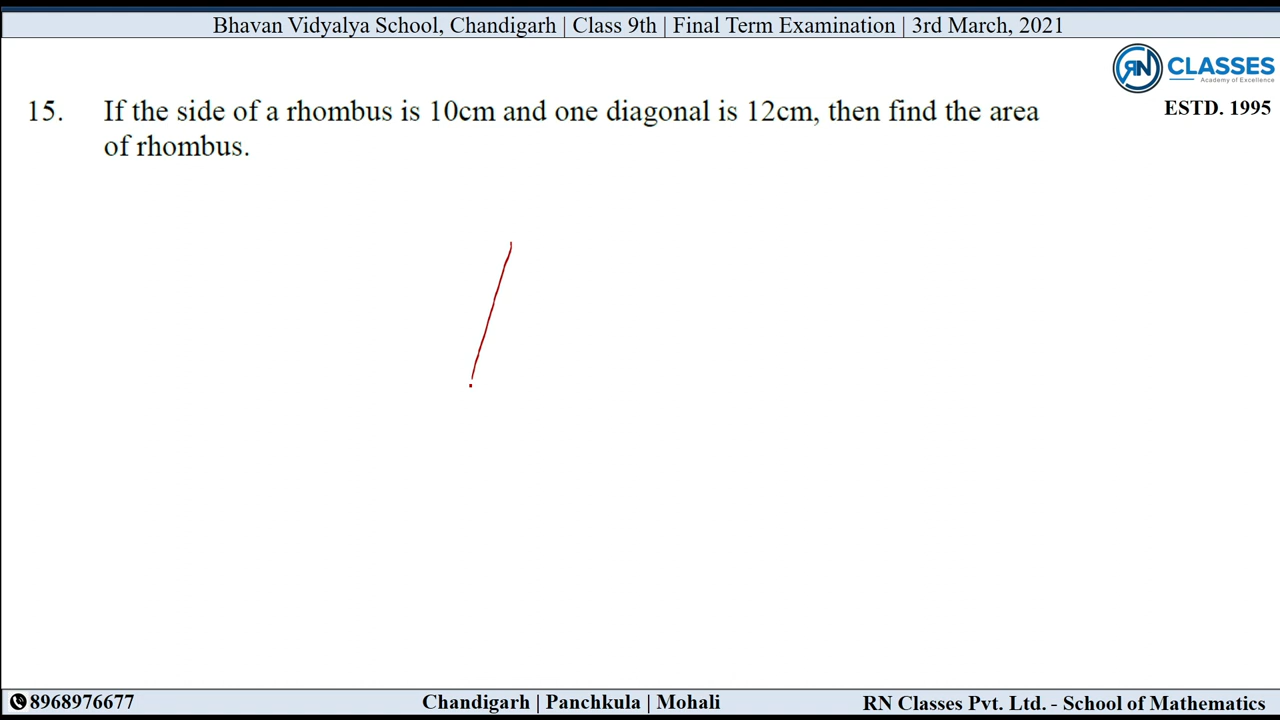 Bhavan Vidyalya School, Chandigarh | Class 9th | Final Term Examination | 3rd March, 2021
RN CLASSES
Academy of Excellence
ESTD. 1995
15. If the side of a rhombus is 10cm and one diagonal is 12cm, then find the area
of rhombus.
8968976677 Chandigarh | Panchkula | Mohali RN Classes Pvt. Ltd. - School of Mathematics